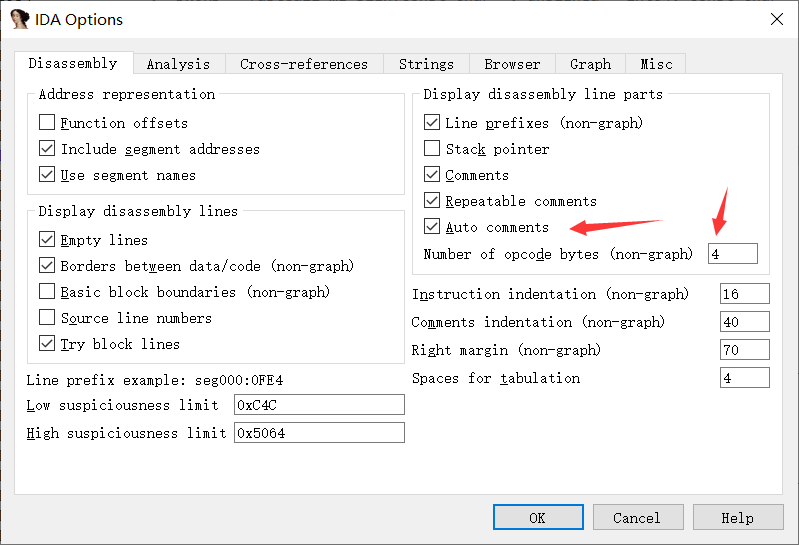 IDA Options
Disassembly Analysis Cross-references Strings Browser Graph Misc
Address representation
Function offsets
Include segment addresses
Use segment names
Display disassembly lines
Empty lines
Borders between data/code (non-graph)
Basic block boundaries (non-graph)
Source line numbers
Try block lines
Line prefix example: seg000:0FE4
Low suspiciousness limit 0xC4C
High suspiciousness limit 0x5064
Display disassembly line parts
Line prefixes (non-graph)
Stack pointer
Comments
Repeatable comments
Auto comments
Number of opcode bytes (non-graph) 4
Instruction indentation (non-graph) 16
Comments indentation (non-graph) 40
Right margin (non-graph) 70
Spaces for tabulation 4
OK Cancel Help